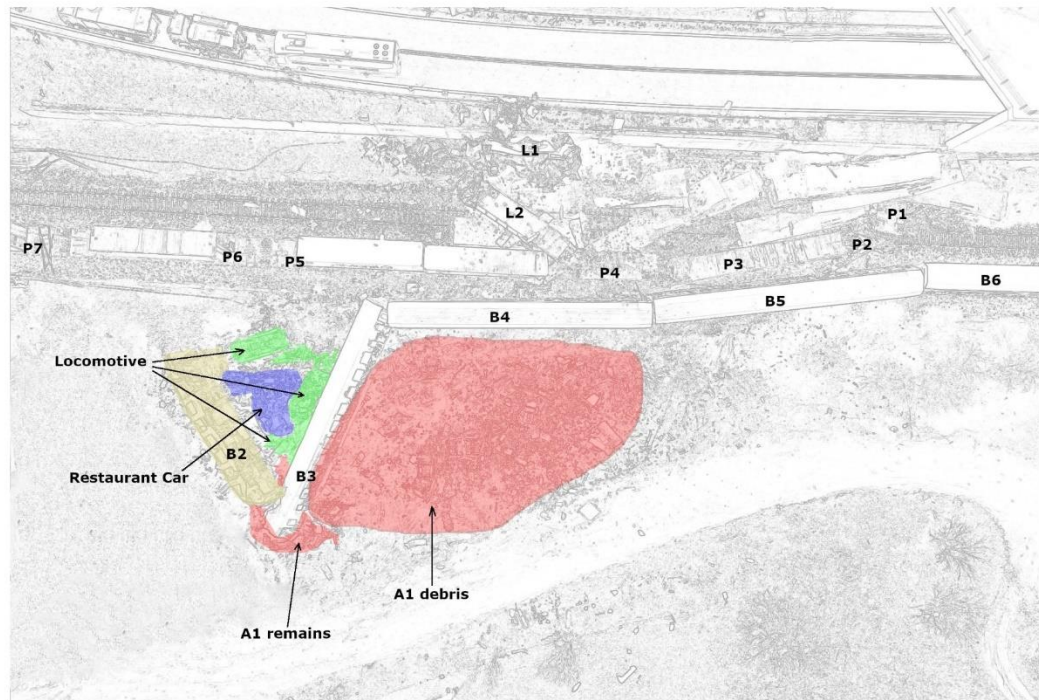 L1
L2
P1
P7
P6
P5
P4
P3
P2
B6
B4
B5
Locomotive
B2
Restaurant Car
B3
A1 debris
A1 remains